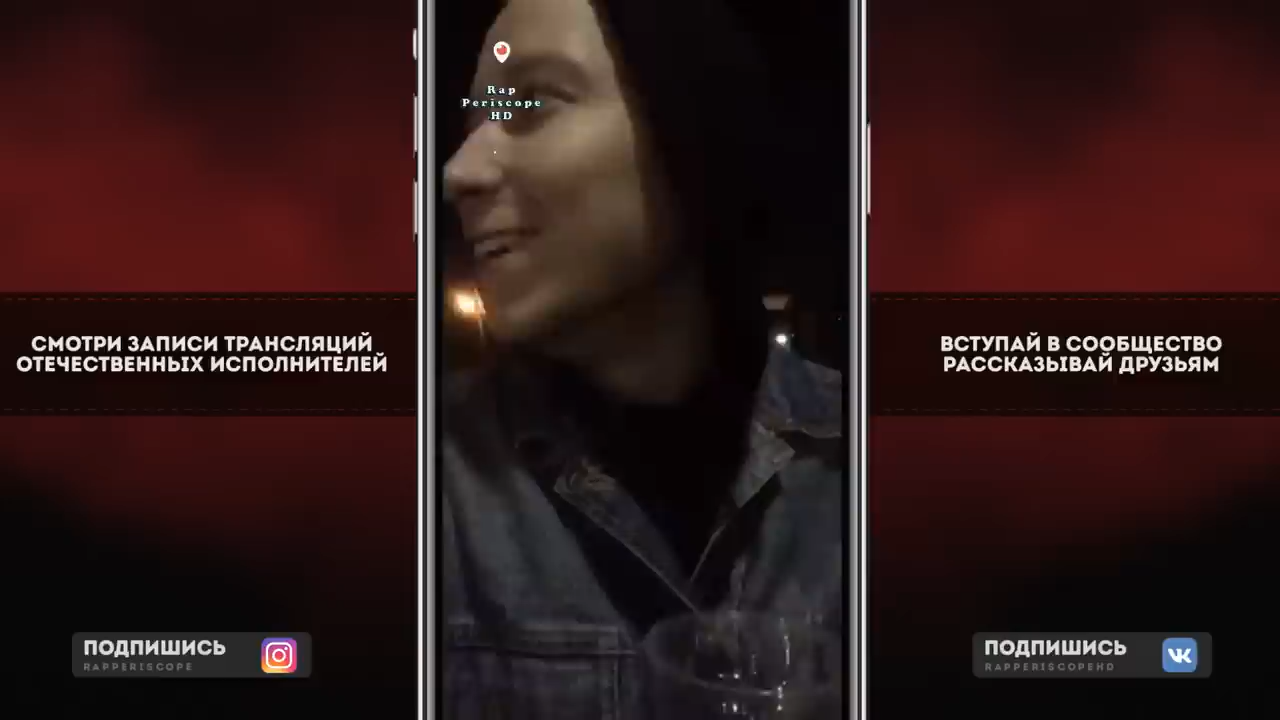 Rap
Periscope
HD
СМОТРИ ЗАПИСИ ТРАНСЛЯЦИЙ
ОТЕЧЕСТВЕННЫХ ИСПОЛНИТЕЛЕЙ
ВСТУПАЙ В СООБЩЕСТВО
РАССКАЗЫВАЙ ДРУЗЬЯМ
ПОДПИШИСЬ
RAPPERISCOPE
ПОДПИШИСЬ
RAPPERISCOPEHD